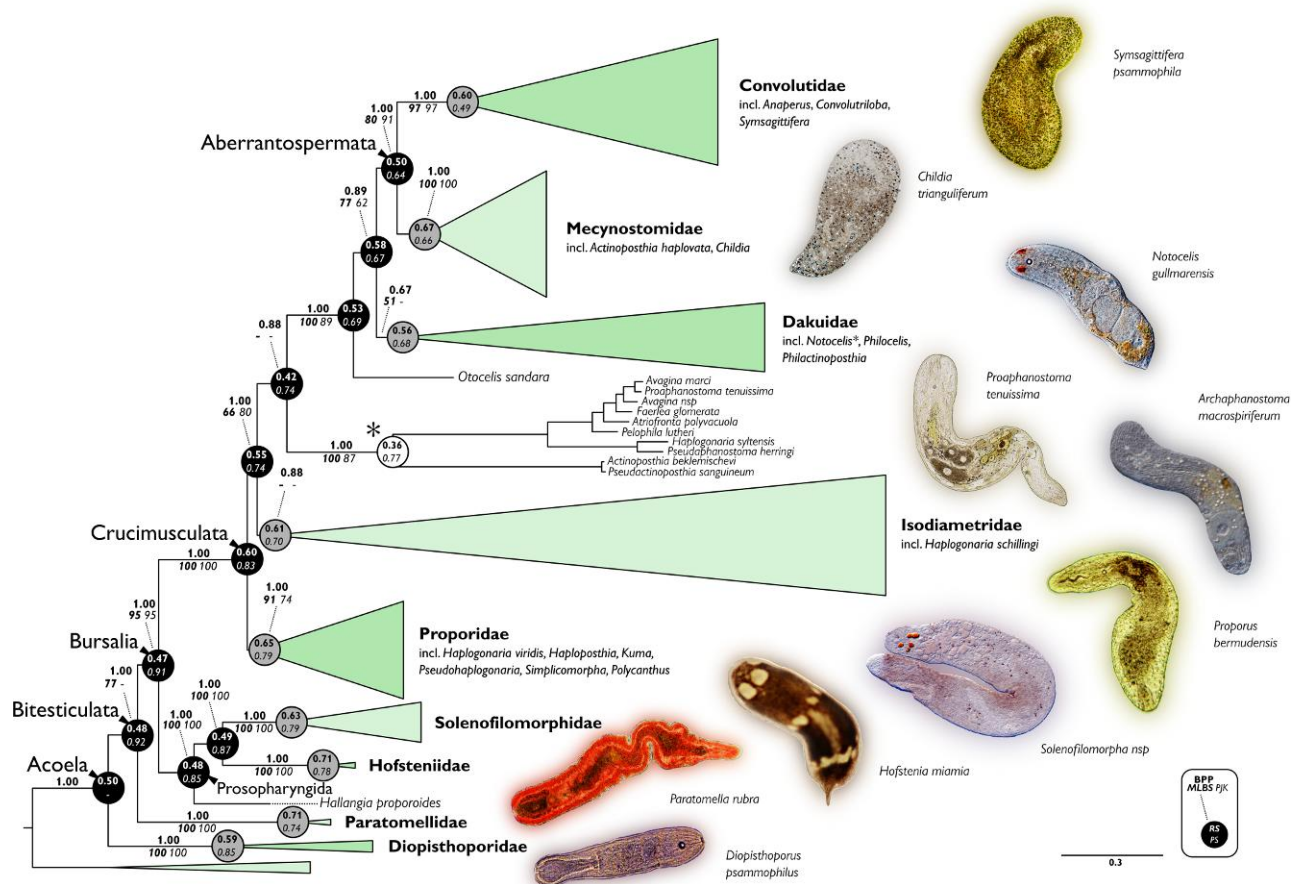 Symsagittifera
psammophila
1.00
97 97
0.60
0.49
Convolutidae
incl. Anaperus, Convolutriloba,
Symsagittifera
1.00
80 91
Aberrantospermata
0.50
0.64
1.00
100 100
Childia
trianguliferum
0.89
77 62
0.67
0.66
Mecynostomidae
incl. Actinoposthia haplovata, Childia
0.58
0.67
Notocelis
gullmarensis
0.67
51 -
1.00
100 89
0.53
0.69
0.56
0.68
Dakuidae
incl. Notocelis*, Philocelis,
Philactinoposthia
0.88
- -
0.42
0.74
Otocelis sandara
Proaphanostoma
tenuissima
Avagina marci
Proaphanostoma tenuissima
Avagina nsp
Faerlea glomerata
Atriofronta polyvacuola
Pelophila lutheri
Haplogonaria syltensis
Pseudaphanostoma herringi
Actinoposthia beklemischevi
Pseudactinoposthia sanguineum
Archaphanostoma
macrospiriferum
1.00
66 80
*
1.00
100 87
0.36
0.77
0.55
0.74
0.88
- -
0.61
0.70
Isodiametridae
incl. Haplogonaria schillingi
Crucimusculata
1.00
100 100
0.60
0.83
1.00
91 74
1.00
95 95
0.65
0.79
Proporidae
incl. Haplogonaria viridis, Haploposthia, Kuma,
Pseudohaplogonaria, Simplicomorpha, Polycanthus
Proporus
bermudensis
Bursalia
0.47
0.91
1.00
77 -
1.00
100 100
Bitesticulata
0.48
0.92
1.00
100 100
0.49
0.87
1.00
100 100
0.63
0.79
Solenofilomorphidae
Solenofilomorpha nsp
1.00
100 100
0.71
0.78
Hofsteniidae
Hofstenia miamia
Acoela
1.00
0.50
-
0.48
0.85
Prosopharyngida
Hallangia proporoides
Paratomella rubra
1.00
100 100
0.71
0.74
Paratomellidae
1.00
100 100
0.59
0.85
Diopisthoporidae
Diopisthoporus
psammophilus
0.3
BPP
MLBS PJK
RS
PS